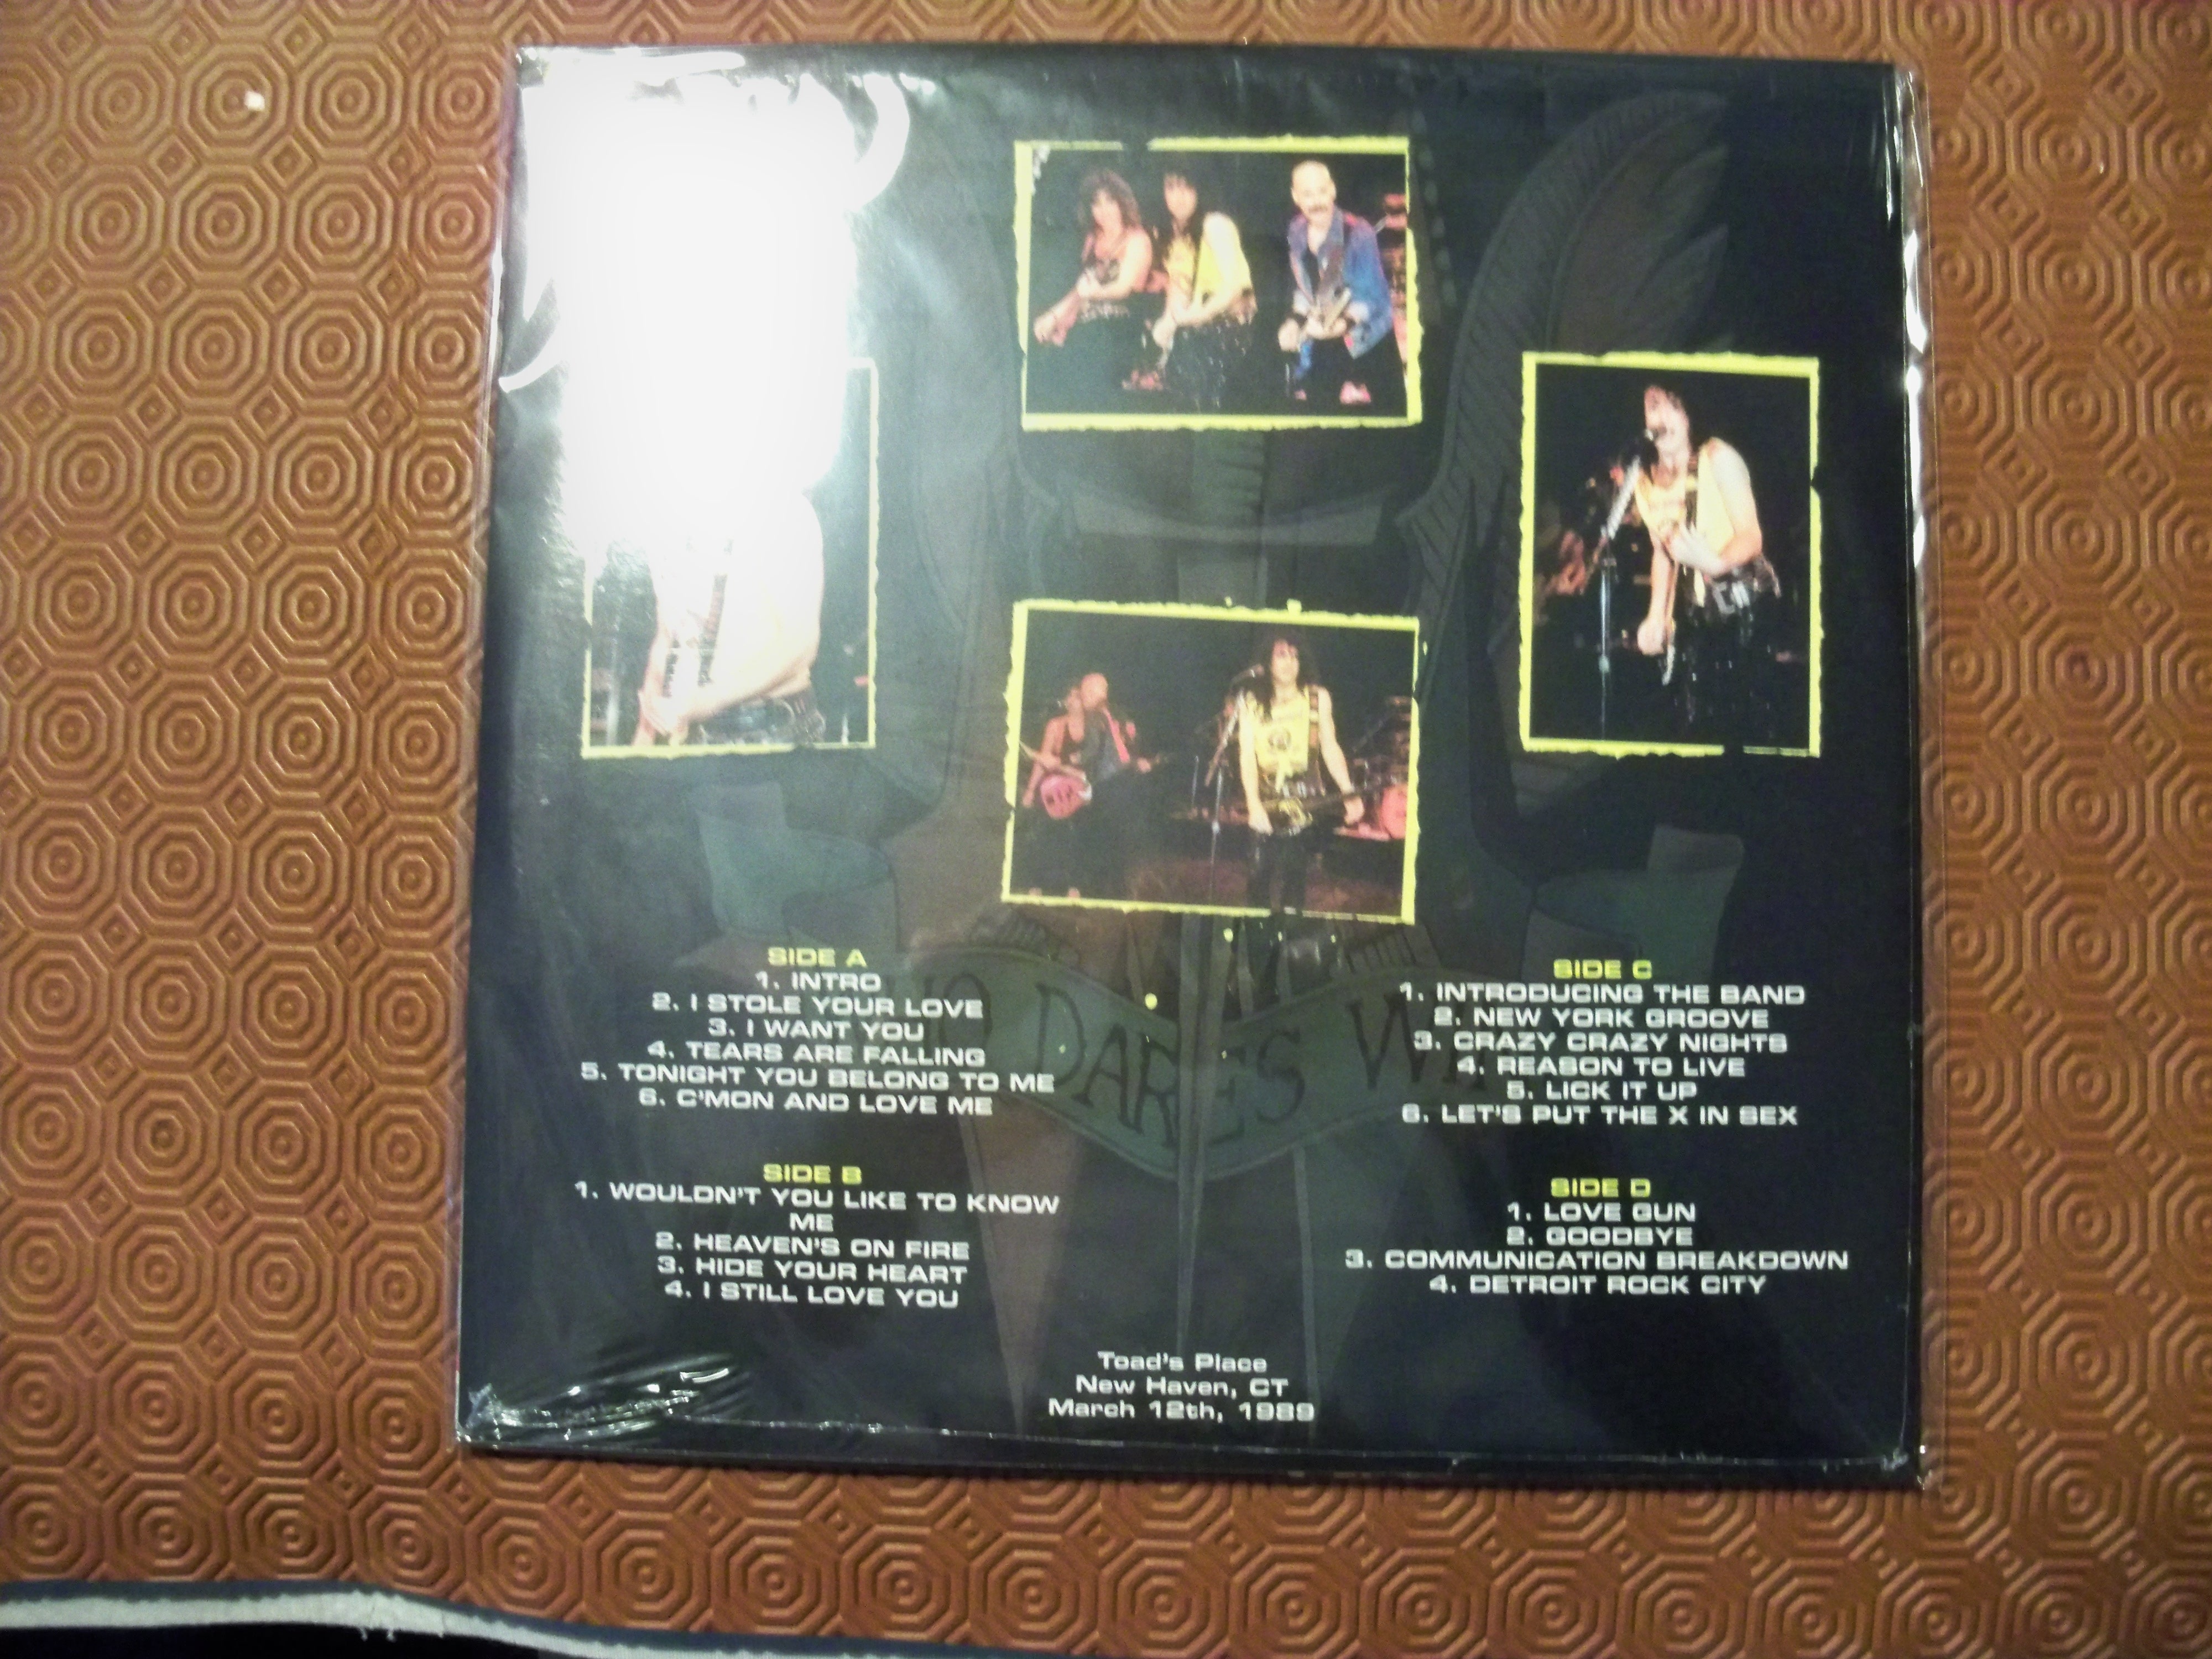 SIDE A
1. INTRO
2. I STOLE YOUR LOVE
3. I WANT YOU
4. TEARS ARE FALLING
5. TONIGHT YOU BELONG TO ME
6. C'MON AND LOVE ME
SIDE B
1. WOULDN'T YOU LIKE TO KNOW
ME
2. HEAVEN'S ON FIRE
3. HIDE YOUR HEART
4. I STILL LOVE YOU
DARES
SIDE C
1. INTRODUCING THE BAND
2. NEW YORK GROOVE
3. CRAZY CRAZY NIGHTS
4. REASON TO LIVE
5. LICK IT UP
6. LET'S PUT THE X IN SEX
SIDE D
1. LOVE GUN
2. GOODBYE
3. COMMUNICATION BREAKDOWN
4. DETROIT ROCK CITY
Toad's Place
New Haven, CT
March 12th, 1989